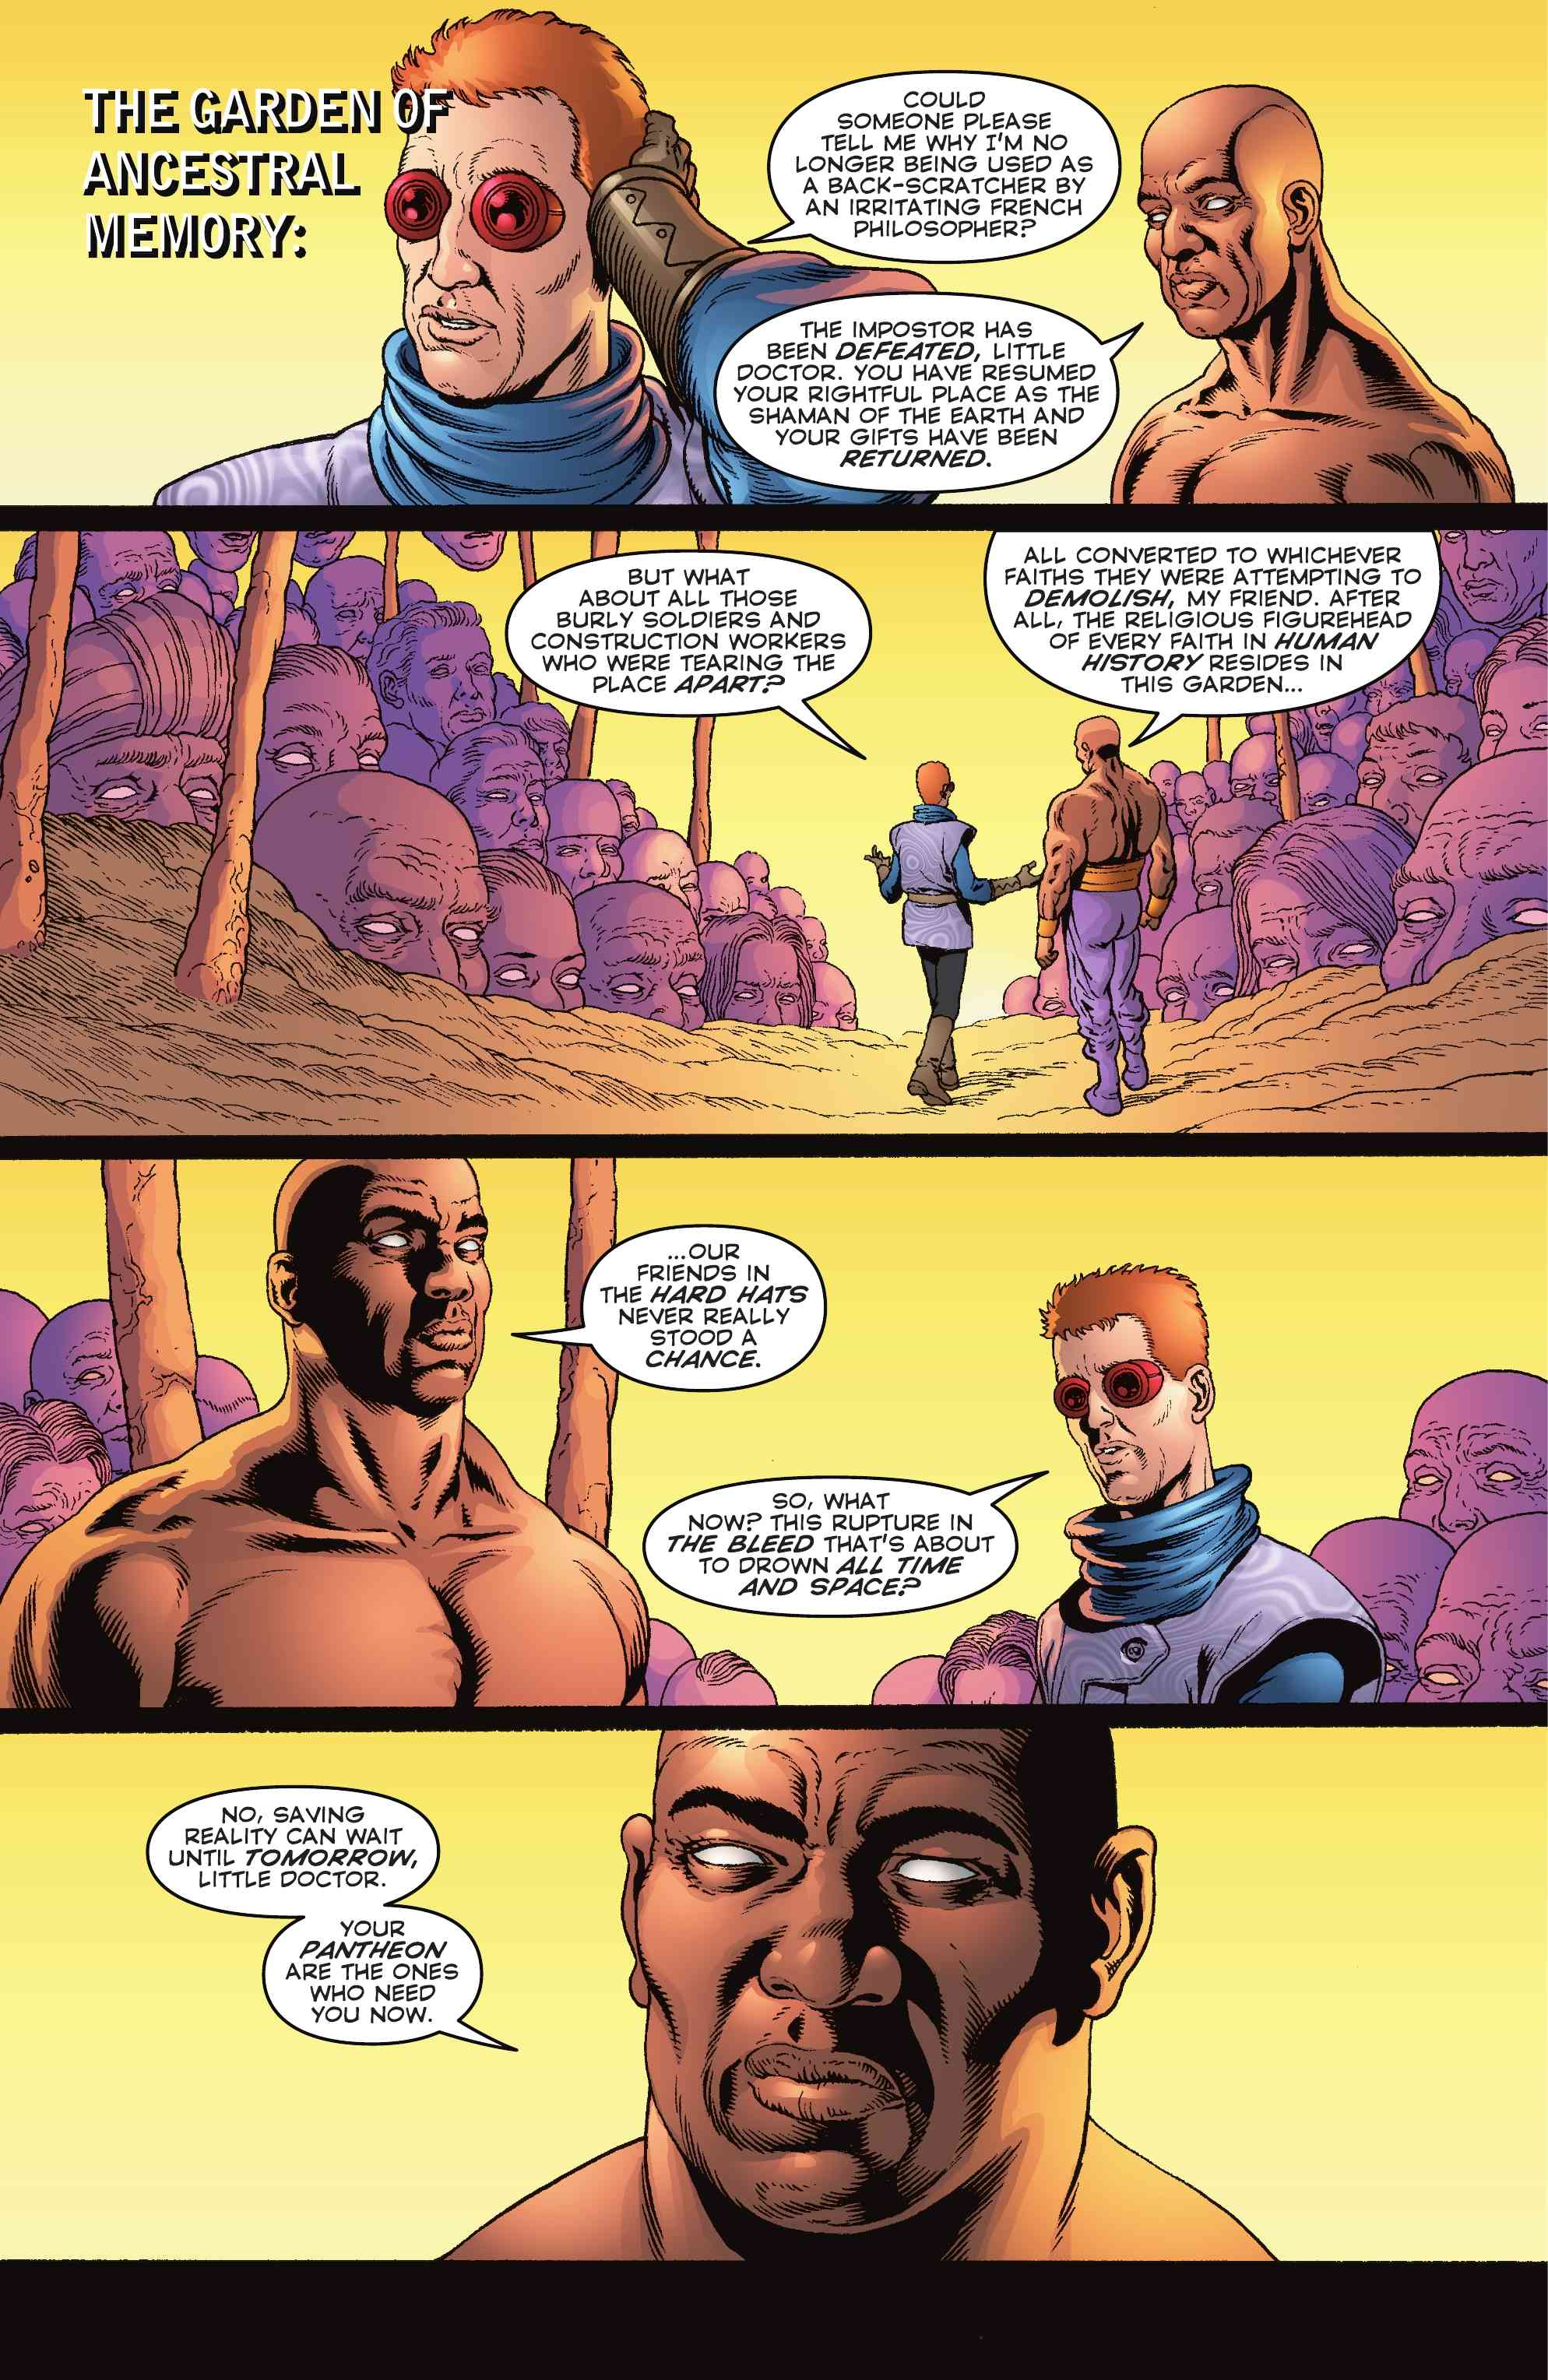 THE GARDEN OF
ANCESTRAL
MEMORY:
COULD
SOMEONE PLEASE
TELL ME WHY I'M NO
LONGER BEING USED AS
A BACK-SCRATCHER BY
AN IRRITATING FRENCH
PHILOSOPHER?
THE IMPOSTOR HAS
BEEN DEFEATED, LITTLE
DOCTOR. YOU HAVE RESUMED
YOUR RIGHTFUL PLACE AS THE
SHAMAN OF THE EARTH AND
YOUR GIFTS HAVE BEEN
RETURNED.
BUT WHAT
ABOUT ALL THOSE
BURLY SOLDIERS AND
CONSTRUCTION WORKERS
WHO WERE TEARING THE
PLACE APART?
ALL CONVERTED TO WHICHEVER
FAITHS THEY WERE ATTEMPTING TO
DEMOLISH, MY FRIEND. AFTER
ALL, THE RELIGIOUS FIGUREHEAD
OF EVERY FAITH IN HUMAN
HISTORY RESIDES IN
THIS GARDEN...
...OUR
FRIENDS IN
THE HARD HATS
NEVER REALLY
STOOD A
CHANCE.
SO, WHAT
NOW? THIS RUPTURE IN
THE BLEED THAT'S ABOUT
TO DROWN ALL TIME
AND SPACE?
NO, SAVING
REALITY CAN WAIT
UNTIL TOMORROW,
LITTLE DOCTOR.
YOUR
PANTHEON
ARE THE ONES
WHO NEED
YOU NOW.